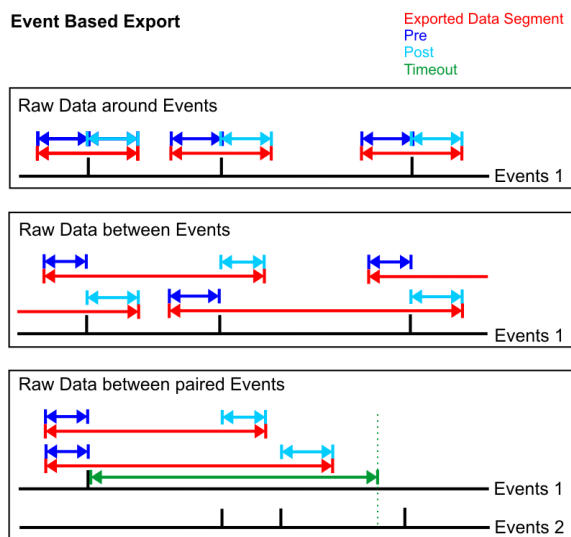 Event Based Export
Exported Data Segment
Pre
Post
Timeout
Raw Data around Events
Events 1
Raw Data between Events
Events 1
Raw Data between paired Events
Events 1
Events 2